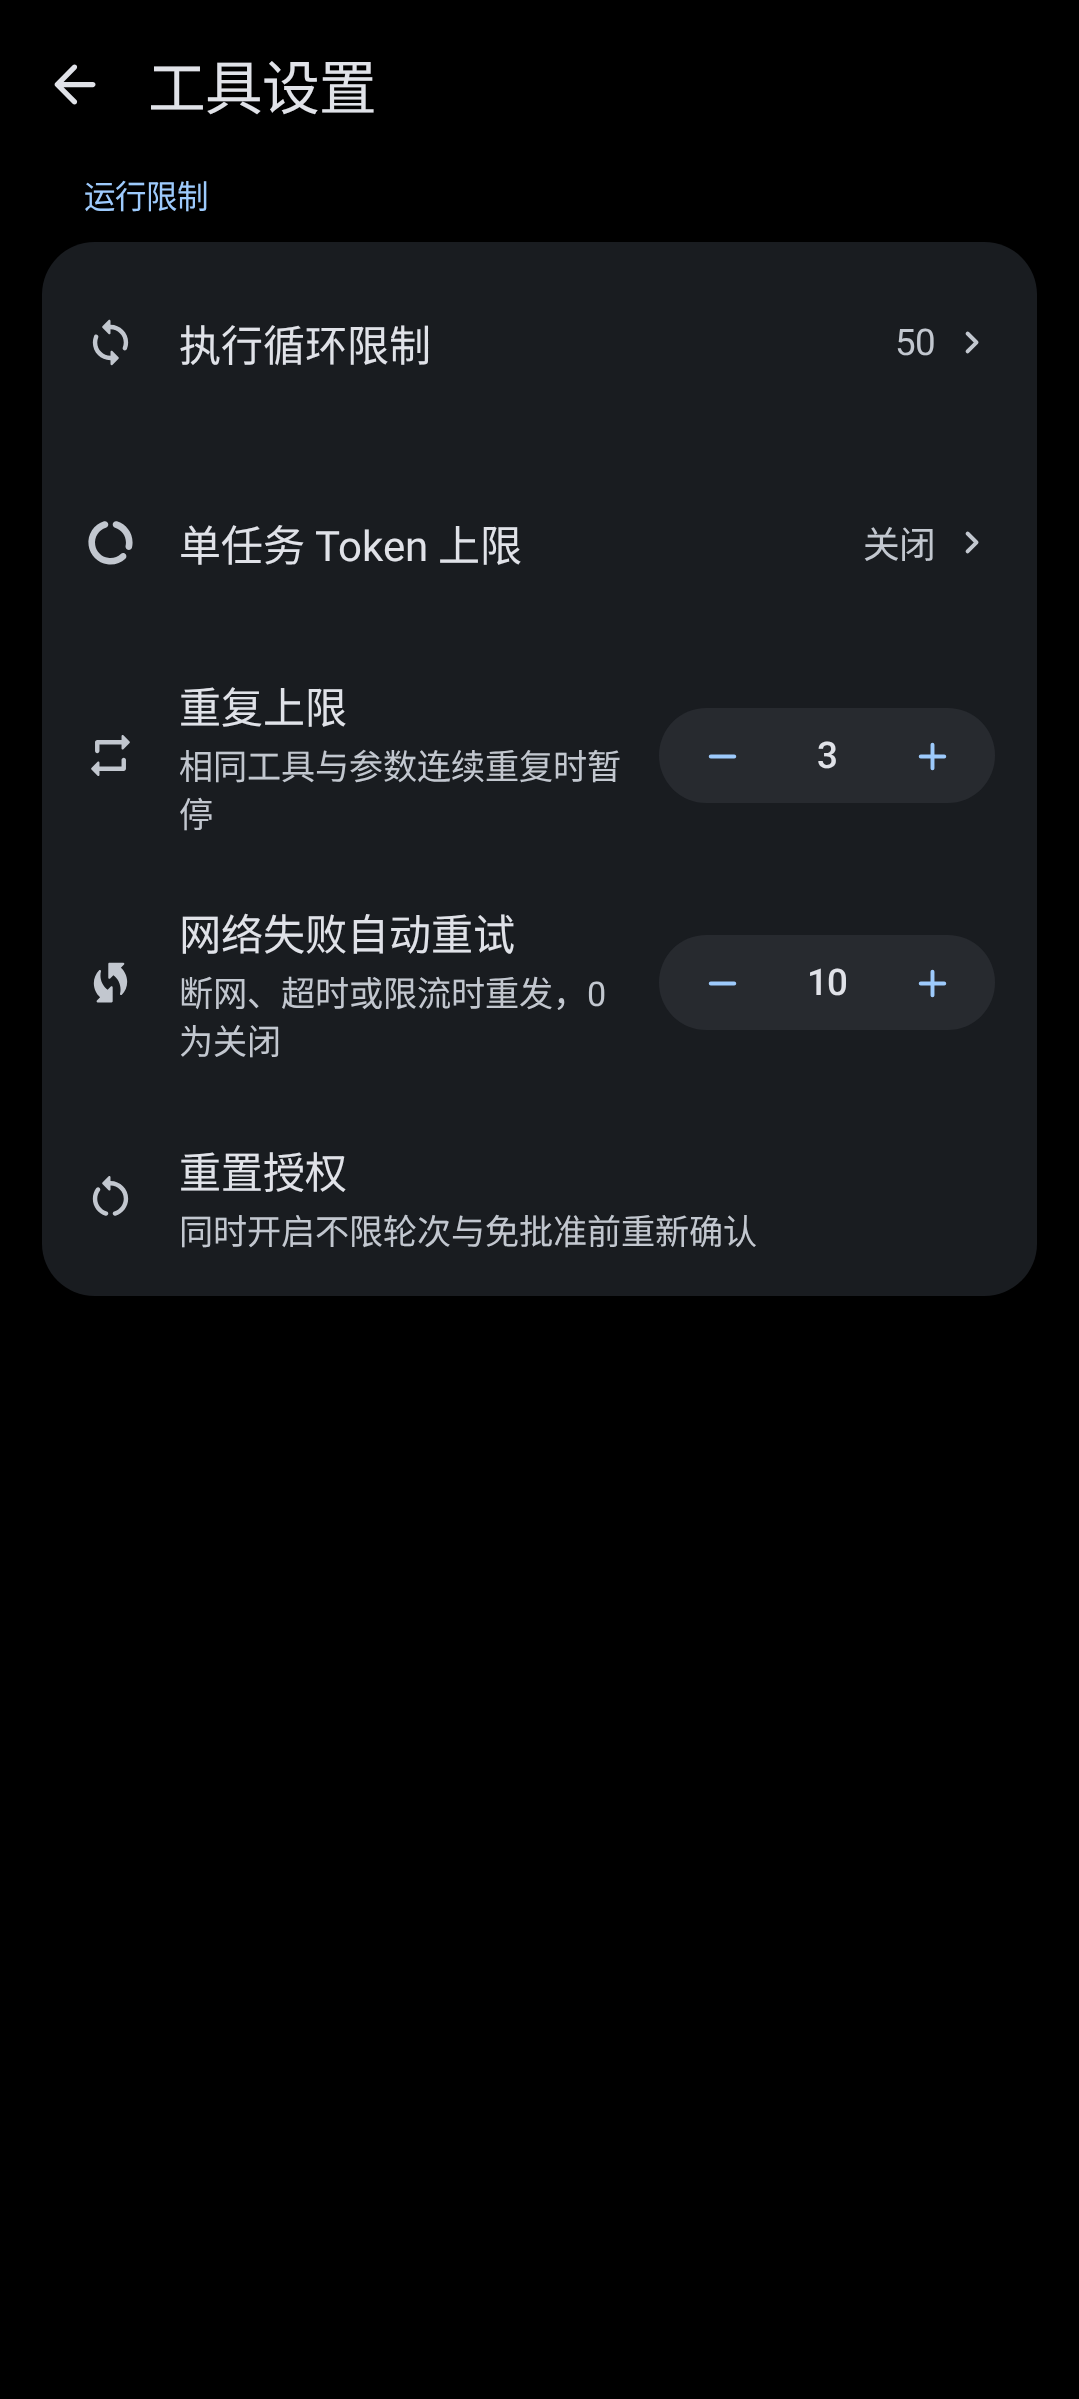 工具设置
运行限制
执行循环限制
50
单任务 Token 上限
关闭
重复上限
相同工具与参数连续重复时暂
停
3
网络失败自动重试
断网、超时或限流时重发，0
为关闭
10
重置授权
同时开启不限轮次与免批准前重新确认